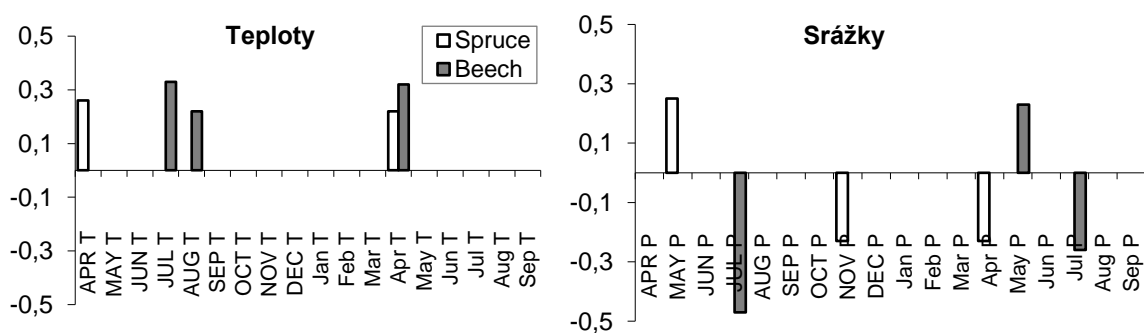 Teploty
Spruce
Beech
0,5
0,3
0,1
-0,1
-0,3
-0,5
APR T
MAY T
JUN T
JUL T
AUG T
SEP T
OCT T
NOV T
DEC T
Jan T
Feb T
Mar T
Apr T
May T
Jun T
Jul T
Aug T
Sep T
Srážky
0,5
0,3
0,1
-0,1
-0,3
-0,5
APR P
MAY P
JUN P
JUL P
AUG P
SEP P
OCT P
NOV P
DEC P
Jan P
Feb P
Mar P
Apr P
May P
Jun P
Jul P
Aug P
Sep P